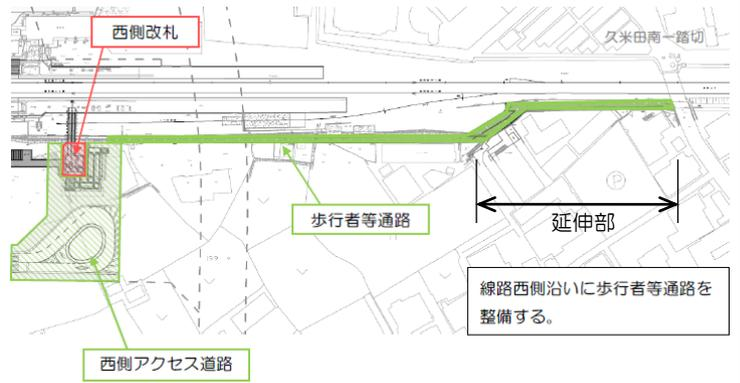 西側改札
久米田南一踏切
歩行者等通路
P
延伸部
線路西側沿いに歩行者等通路を
整備する。
西側アクセス道路